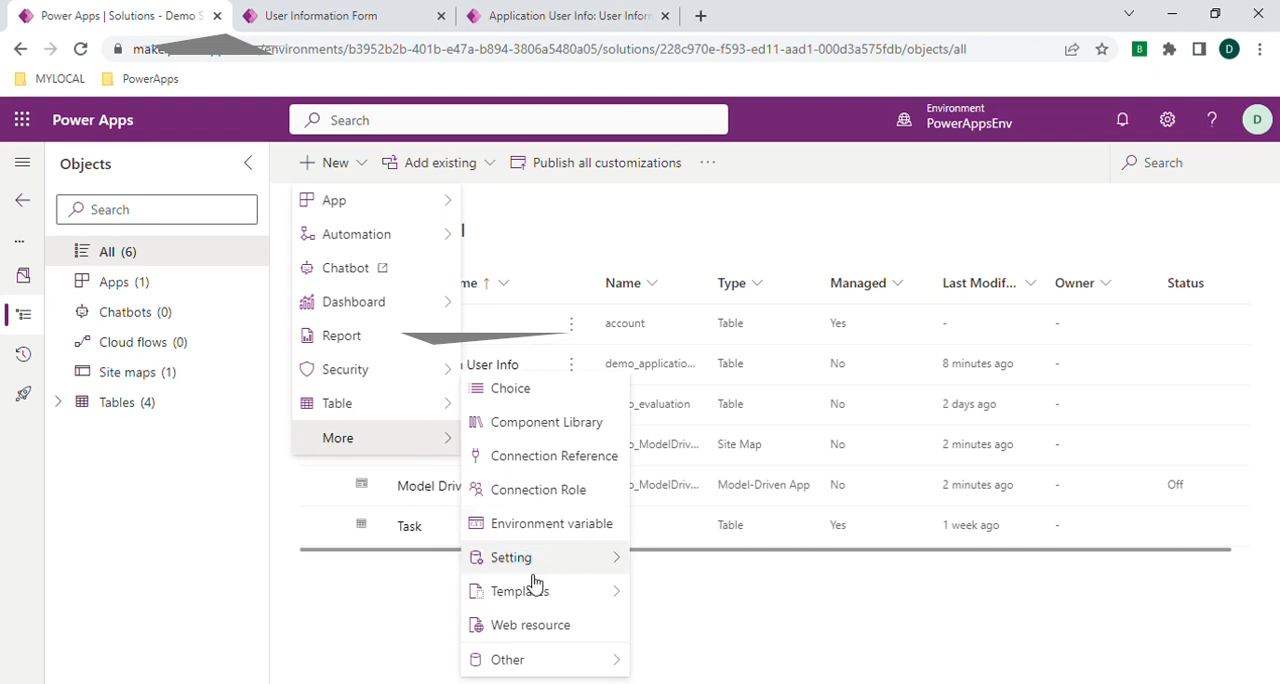 Power Apps | Solutions - Demo S
User Information Form
Application User Info: User Inform
/environments/b3952b2b-401b-e47a-b894-3806a5480a05/solutions/228c970e-f593-ed11-aad1-000d3a575fdb/objects/all
B
D
MYLOCAL
PowerApps
Power Apps
Search
Environment
PowerAppsEnv
D
Objects
New
Add existing
Publish all customizations
Search
Search
All (6)
Apps (1)
Chatbots (0)
Cloud flows (0)
Site maps (1)
Tables (4)
App
Automation
Chatbot
Dashboard
Report
Security
Table
More
Choice
Component Library
Connection Reference
Connection Role
Environment variable
Setting
Templates
Web resource
Other
Name
Type
Managed
Last Modif...
Owner
Status
account
Table
Yes
-
-
User Info
demo_applicatio...
Table
No
8 minutes ago
-
_evaluation
Table
No
2 days ago
-
_ModelDriv...
Site Map
No
2 minutes ago
-
Model Driv
_ModelDriv...
Model-Driven App
No
2 minutes ago
-
Off
Task
Table
Yes
1 week ago
-